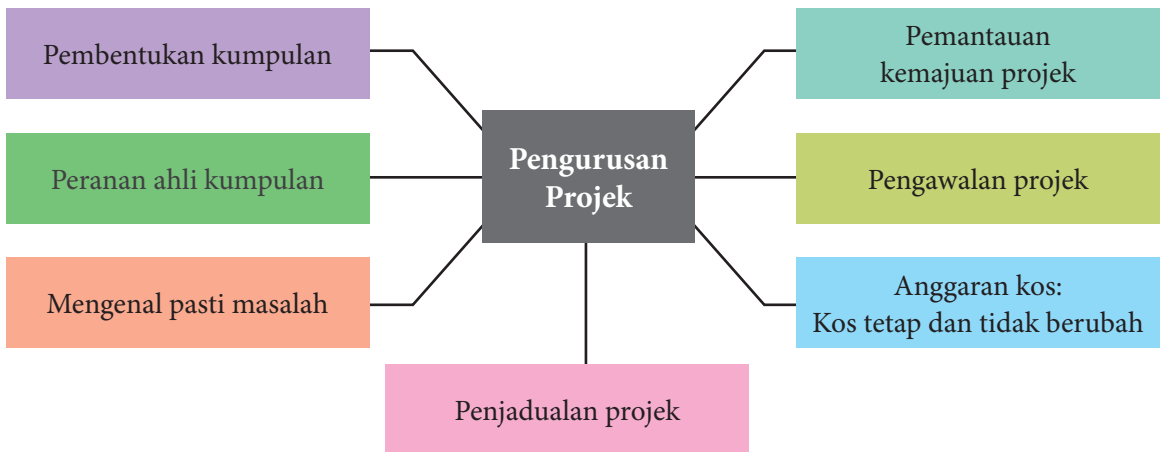 Pembentukan kumpulan
Peranan ahli kumpulan
Mengenal pasti masalah
Pengurusan
Projek
Penjadualan projek
Pemantauan
kemajuan projek
Pengawalan projek
Anggaran kos:
Kos tetap dan tidak berubah